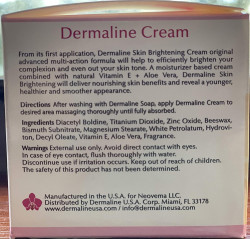 Dermaline Cream
From its first application, Dermaline Skin Brightening Cream original
advanced multi-action formula will help to efficiently brighten your
complexion and even out your skin tone. A moisturizer based cream
combined with natural Vitamin E + Aloe Vera, Dermaline Skin
Brightening will deliver nourishing skin benefits and reveal a younger,
healthier and smoother appearance.
Directions After washing with Dermaline Soap, apply Dermaline Cream to
desired area massaging thoroughly until fully absorbed.
Ingredients Diacetyl Boldine, Titanium Dioxide, Zinc Oxide, Beeswax,
Bismuth Subnitrate, Magnesium Stearate, White Petrolatum, Hydroviton,
Decyl Oleate, Vitamin E, Aloe Vera, Fragrance.
Warnings External use only. Avoid direct contact with eyes.
In case of eye contact, flush thoroughly with water.
Discontinue use if irritation occurs. Keep out of reach of children.
The safety of this product has not been determined.
Manufactured in the U.S.A. for Neovema LLC.
Distributed by Dermaline U.S.A. Corp. Miami, FL 33178
www.dermalineusa.com / info@dermalineusa.com